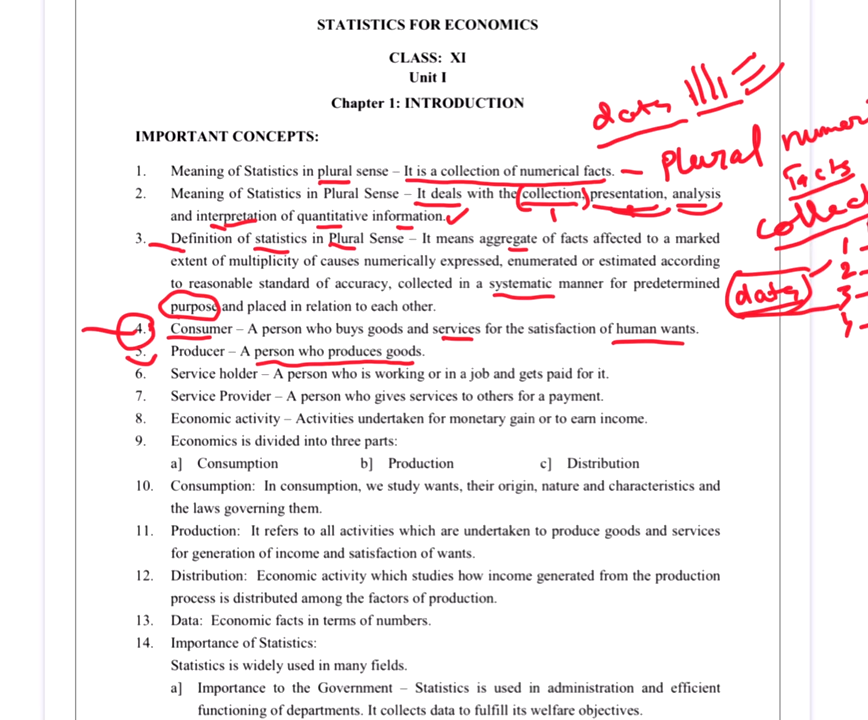 STATISTICS FOR ECONOMICS
CLASS: XI
Unit I
Chapter 1: INTRODUCTION
data
IMPORTANT CONCEPTS:
1. Meaning of Statistics in plural sense – It is a collection of numerical facts. – Plural numer
facts
2. Meaning of Statistics in Plural Sense – It deals with the collection, presentation, analysis
and interpretation of quantitative information.
collec
3. Definition of statistics in Plural Sense – It means aggregate of facts affected to a marked
extent of multiplicity of causes numerically expressed, enumerated or estimated according
to reasonable standard of accuracy, collected in a systematic manner for predetermined
purpose and placed in relation to each other.
data
1 –
2 –
3 –
4 –
4. Consumer – A person who buys goods and services for the satisfaction of human wants.
5. Producer – A person who produces goods.
6. Service holder – A person who is working or in a job and gets paid for it.
7. Service Provider – A person who gives services to others for a payment.
8. Economic activity – Activities undertaken for monetary gain or to earn income.
9. Economics is divided into three parts:
a] Consumption b] Production c] Distribution
10. Consumption: In consumption, we study wants, their origin, nature and characteristics and
the laws governing them.
11. Production: It refers to all activities which are undertaken to produce goods and services
for generation of income and satisfaction of wants.
12. Distribution: Economic activity which studies how income generated from the production
process is distributed among the factors of production.
13. Data: Economic facts in terms of numbers.
14. Importance of Statistics:
Statistics is widely used in many fields.
a] Importance to the Government – Statistics is used in administration and efficient
functioning of departments. It collects data to fulfill its welfare objectives.